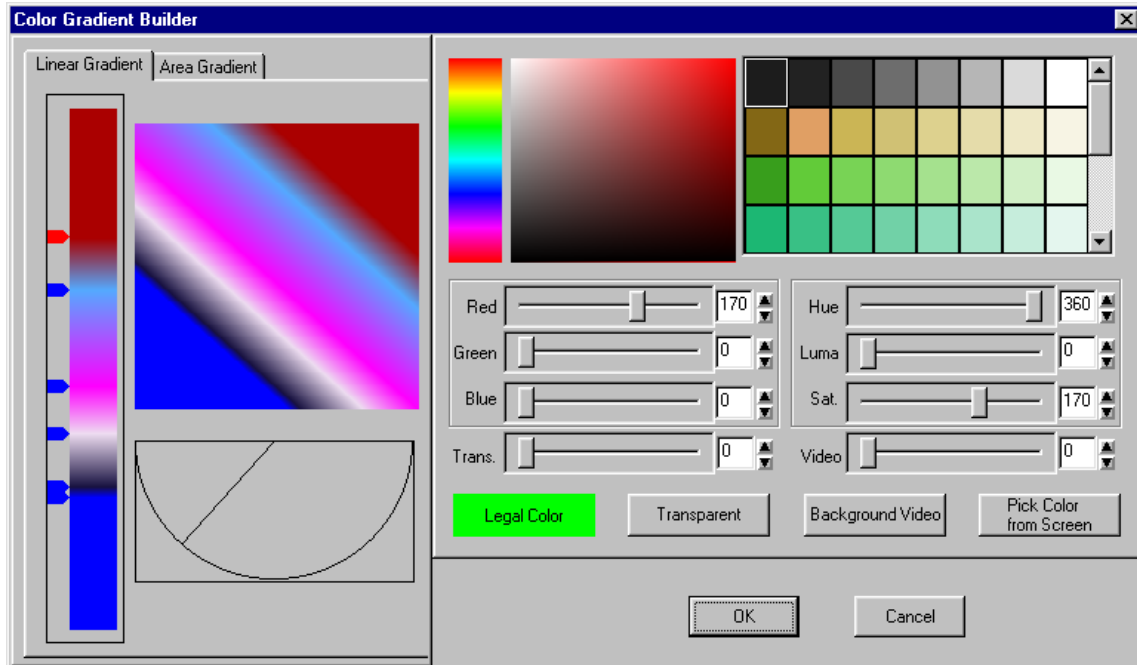 Color Gradient Builder
Linear Gradient
Area Gradient
Red 170
Hue 360
Green 0
Luma 0
Blue 0
Sat. 170
Trans. 0
Video 0
Legal Color
Transparent
Background Video
Pick Color
from Screen
OK
Cancel